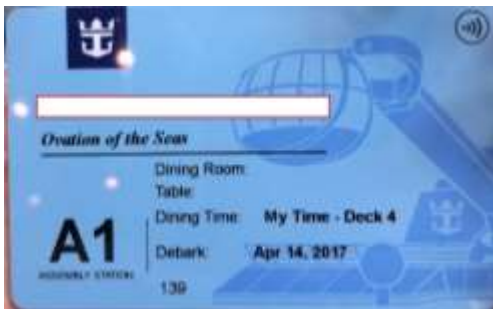 Ovation of the Seas
Dining Room:
Table:
Dining Time: My Time - Deck 4
A1
Debark: Apr 14, 2017
ASSEMBLY STATION
139